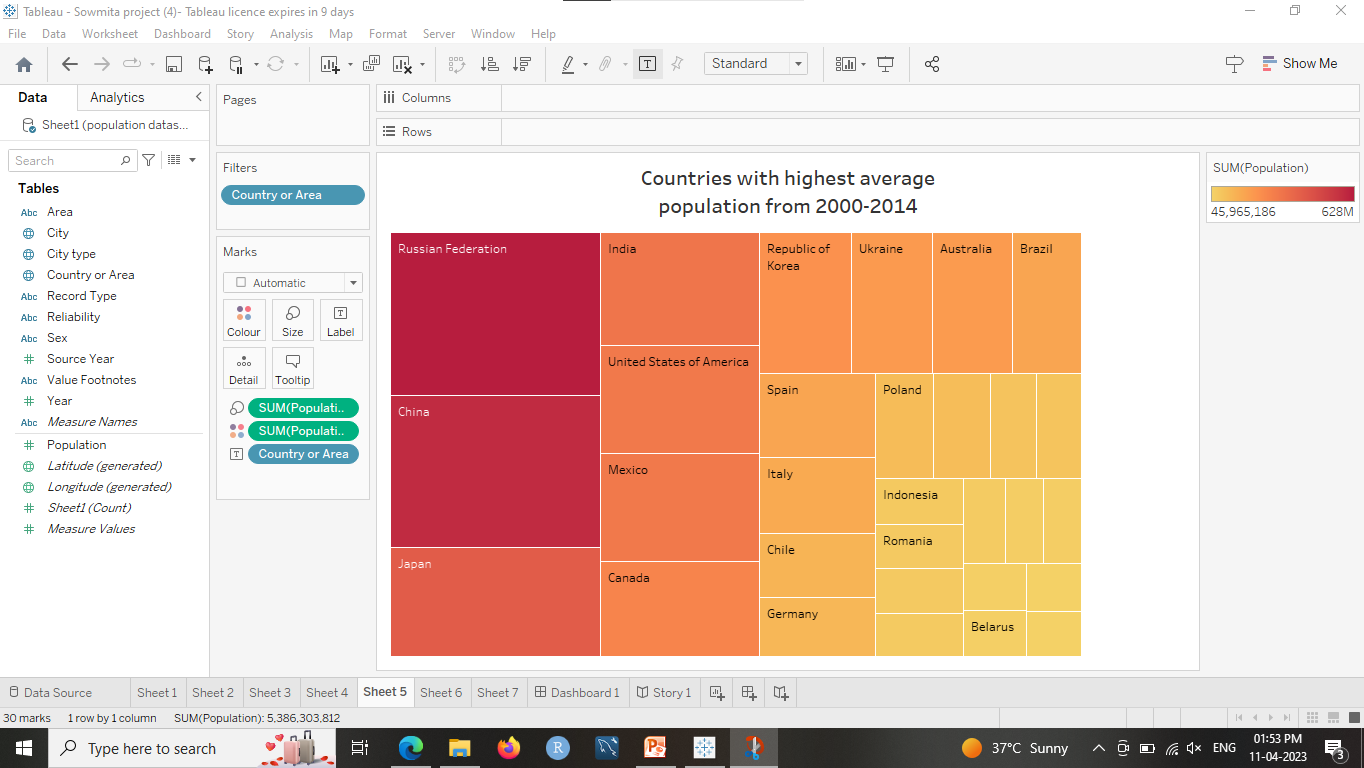 Tableau - Sowmita project (4)- Tableau licence expires in 9 days
File Data Worksheet Dashboard Story Analysis Map Format Server Window Help
Standard
Show Me
Data Analytics
Sheet1 (population datas...
Search
Tables
Abc Area
City
City type
Country or Area
Abc Record Type
Abc Reliability
Abc Sex
Source Year
Abc Value Footnotes
Year
Abc Measure Names
Population
Latitude (generated)
Longitude (generated)
Sheet1 (Count)
Measure Values
Pages
Filters
Country or Area
Marks
Automatic
Colour Size Label
Detail Tooltip
SUM(Populati..
SUM(Populati..
Country or Area
Columns
Rows
Countries with highest average
population from 2000-2014
Russian Federation
China
Japan
India
United States of America
Mexico
Canada
Republic of
Korea
Ukraine
Australia
Brazil
Spain
Italy
Chile
Germany
Poland
Indonesia
Romania
Belarus
SUM(Population)
45,965,186 628M
Data Source Sheet 1 Sheet 2 Sheet 3 Sheet 4 Sheet 5 Sheet 6 Sheet 7 Dashboard 1 Story 1
30 marks 1 row by 1 column SUM(Population): 5,386,303,812
Type here to search
37°C Sunny
ENG
01:53 PM
11-04-2023
3